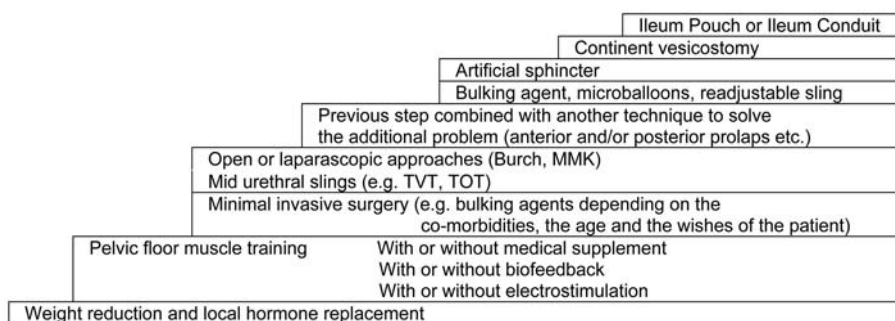 Ileum Pouch or Ileum Conduit
Continent vesicostomy
Artificial sphincter
Bulking agent, microballoons, readjustable sling
Previous step combined with another technique to solve
the additional problem (anterior and/or posterior prolaps etc.)
Open or laparascopic approaches (Burch, MMK)
Mid urethral slings (e.g. TVT, TOT)
Minimal invasive surgery (e.g. bulking agents depending on the
co-morbidities, the age and the wishes of the patient)
Pelvic floor muscle training With or without medical supplement
With or without biofeedback
With or without electrostimulation
Weight reduction and local hormone replacement